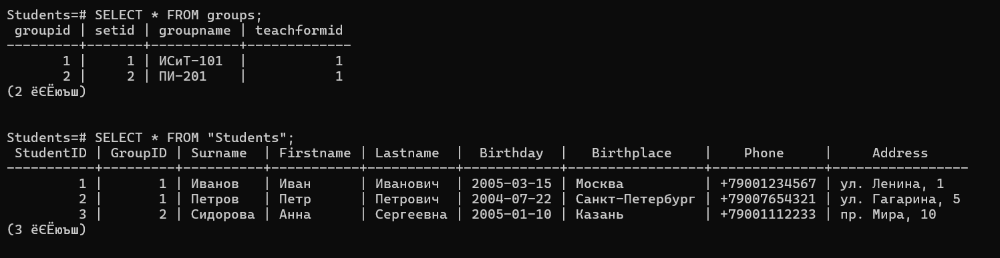 Students=# SELECT * FROM groups;
 groupid | setid | groupname | teachformid
---------+-------+-----------+-------------
       1 |     1 | ИСиТ-101  |           1
       2 |     2 | ПИ-201    |           1
(2 ёЄЁюъш)
Students=# SELECT * FROM "Students";
 StudentID | GroupID | Surname  | Firstname | Lastname  |  Birthday  |   Birthplace    |    Phone     |     Address
-----------+---------+----------+-----------+-----------+------------+-----------------+--------------+-----------------
         1 |       1 | Иванов   | Иван      | Иванович  | 2005-03-15 | Москва          | +79001234567 | ул. Ленина, 1
         2 |       1 | Петров   | Петр      | Петрович  | 2004-07-22 | Санкт-Петербург | +79007654321 | ул. Гагарина, 5
         3 |       2 | Сидорова | Анна      | Сергеевна | 2005-01-10 | Казань          | +79001112233 | пр. Мира, 10
(3 ёЄЁюъш)